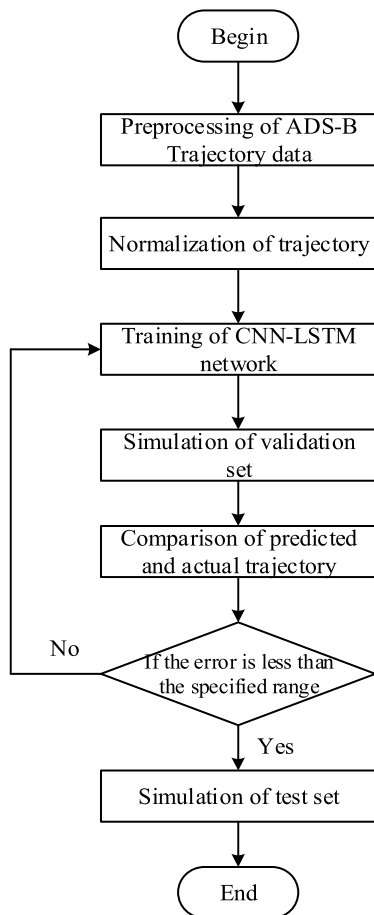 Begin
Preprocessing of ADS-B
Trajectory data
Normalization of trajectory
Training of CNN-LSTM
network
Simulation of validation
set
Comparison of predicted
and actual trajectory
No
If the error is less than
the specified range
Yes
Simulation of test set
End